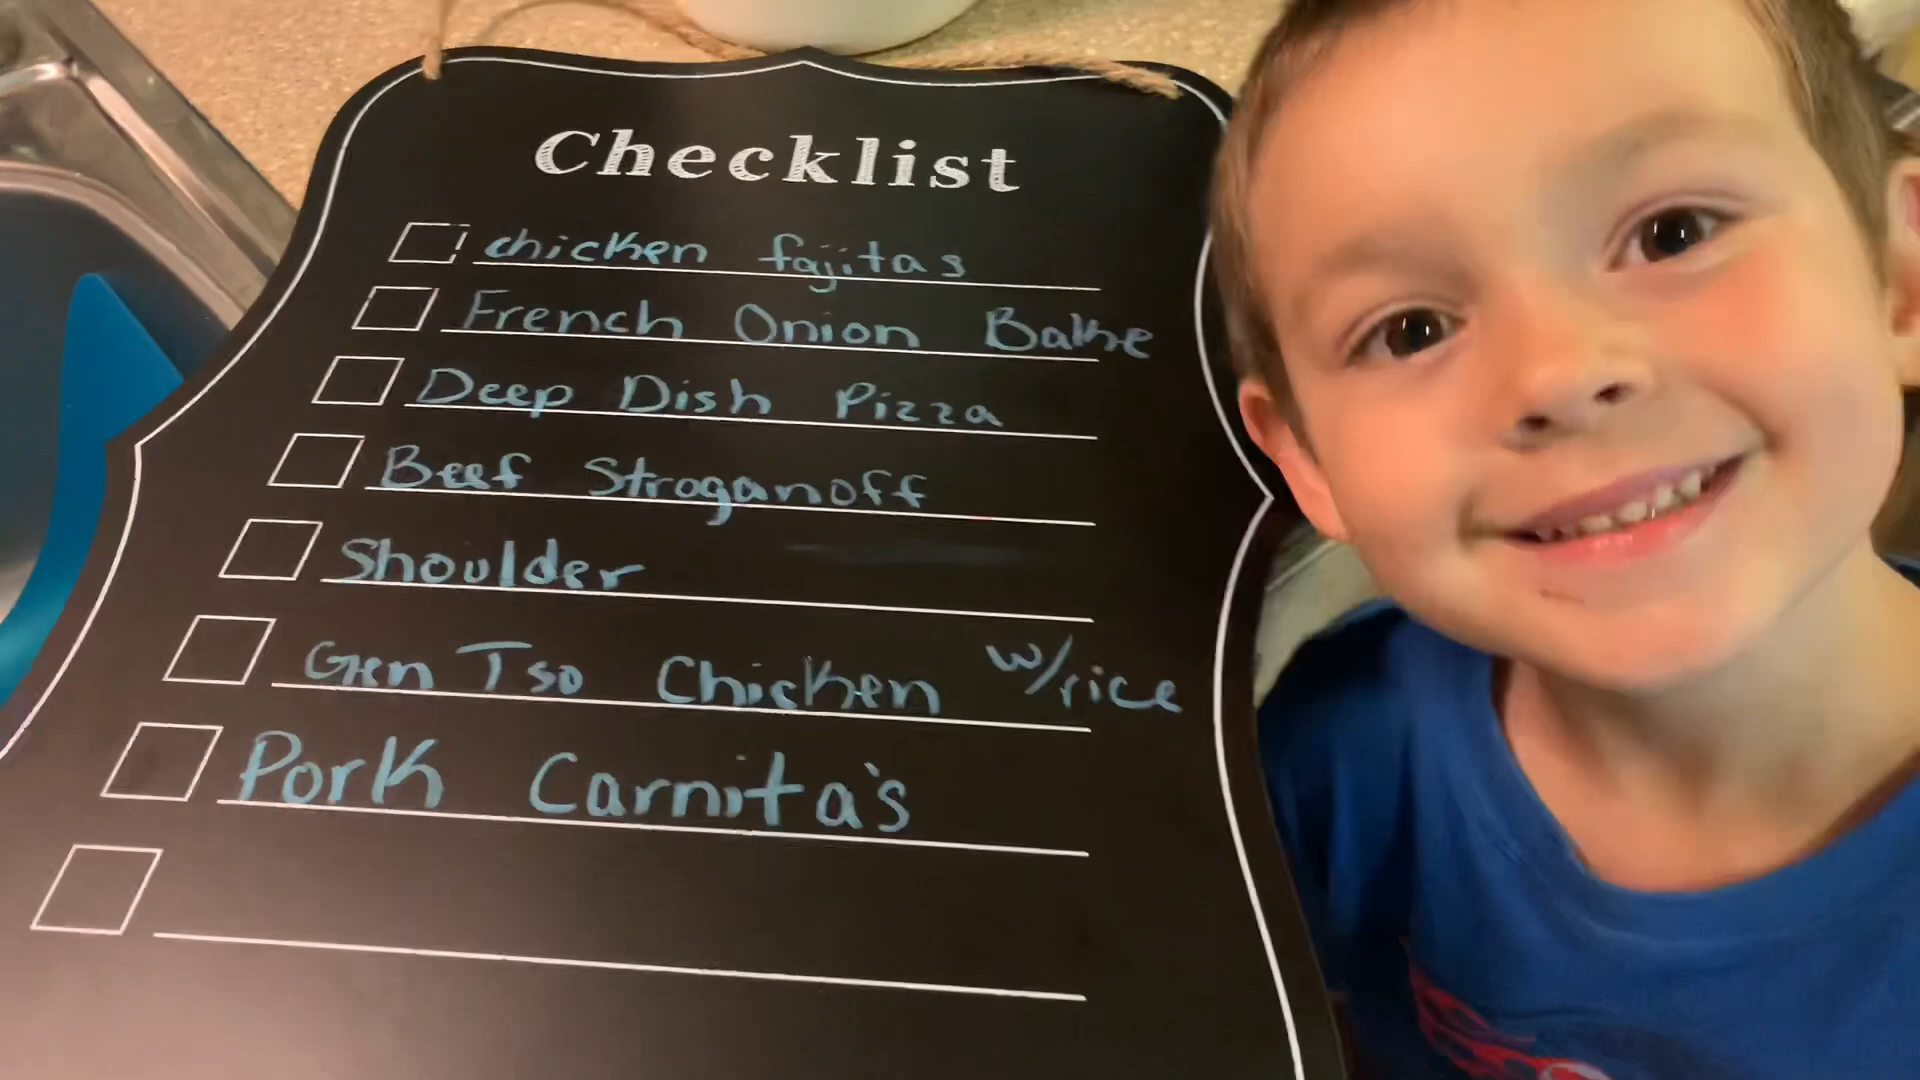 Checklist
chicken fajitas
French Onion Bake
Deep Dish Pizza
Beef Stroganoff
Shoulder
Gen Tso Chicken w/rice
Pork Carnita's